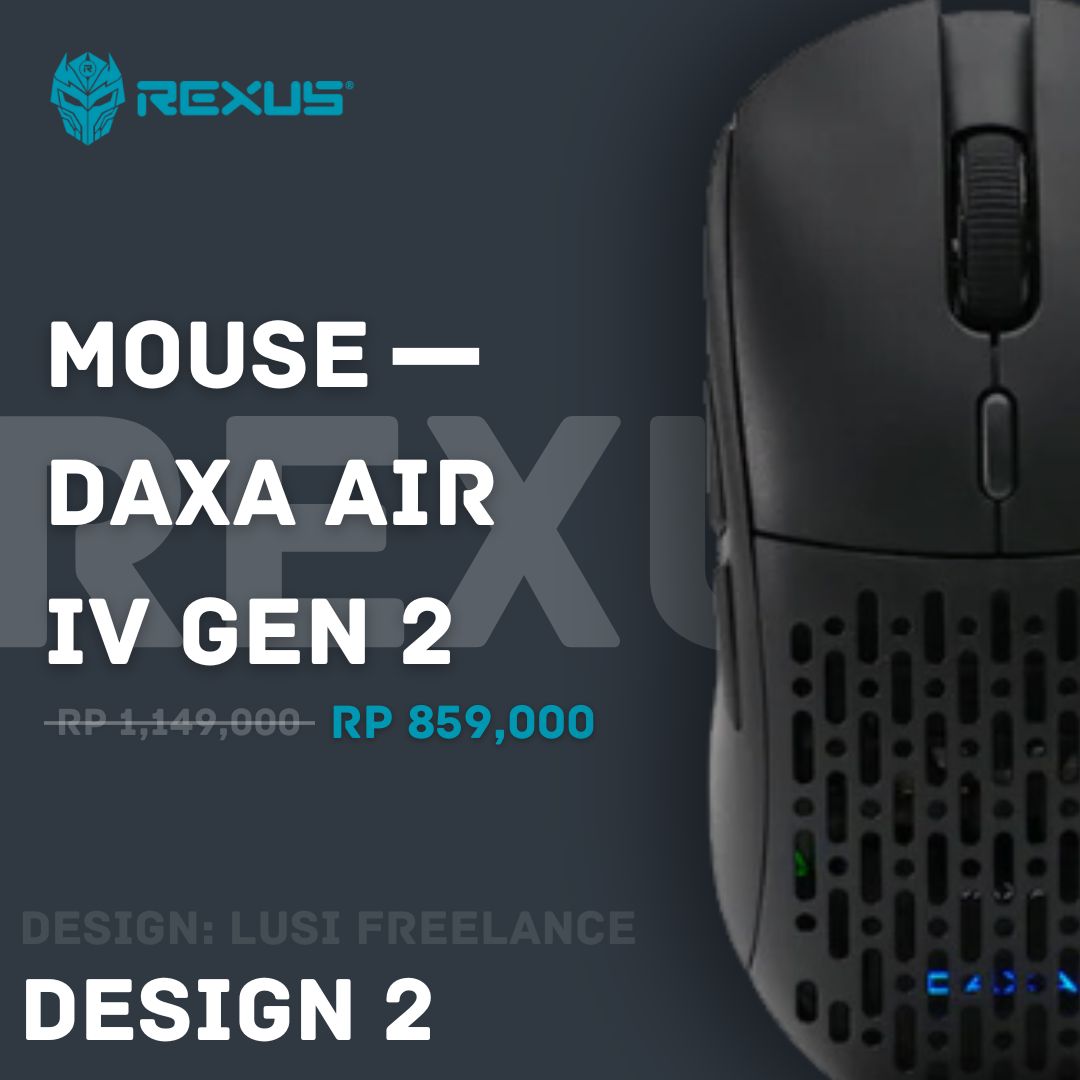 REXUS®
MOUSE —
REXU
DAXA AIR
IV GEN 2
RP 1,149,000 RP 859,000
DESIGN: LUSI FREELANCE
DESIGN 2